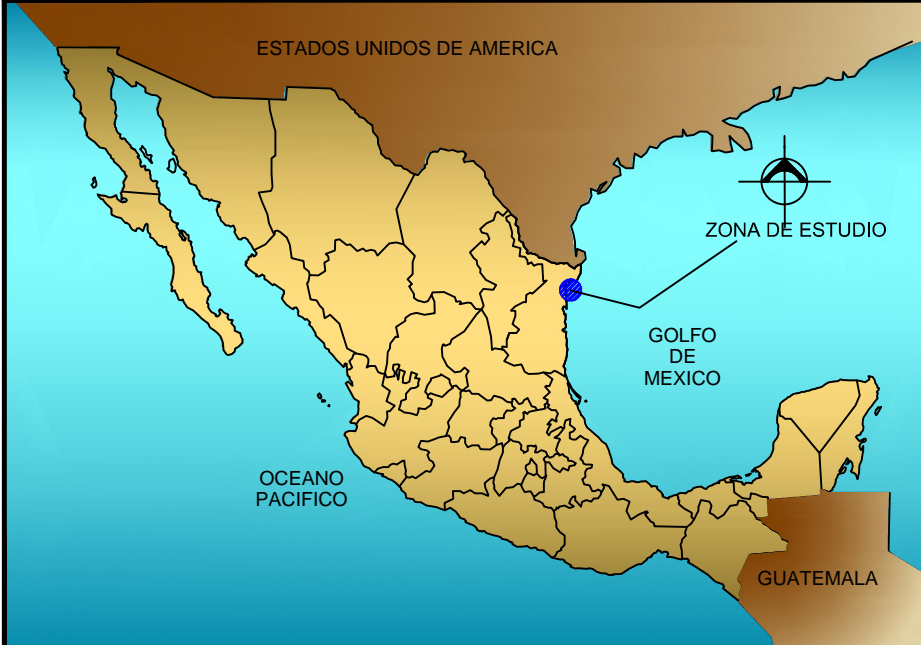 ESTADOS UNIDOS DE AMERICA
ZONA DE ESTUDIO
GOLFO
DE
MEXICO
OCEANO
PACIFICO
GUATEMALA